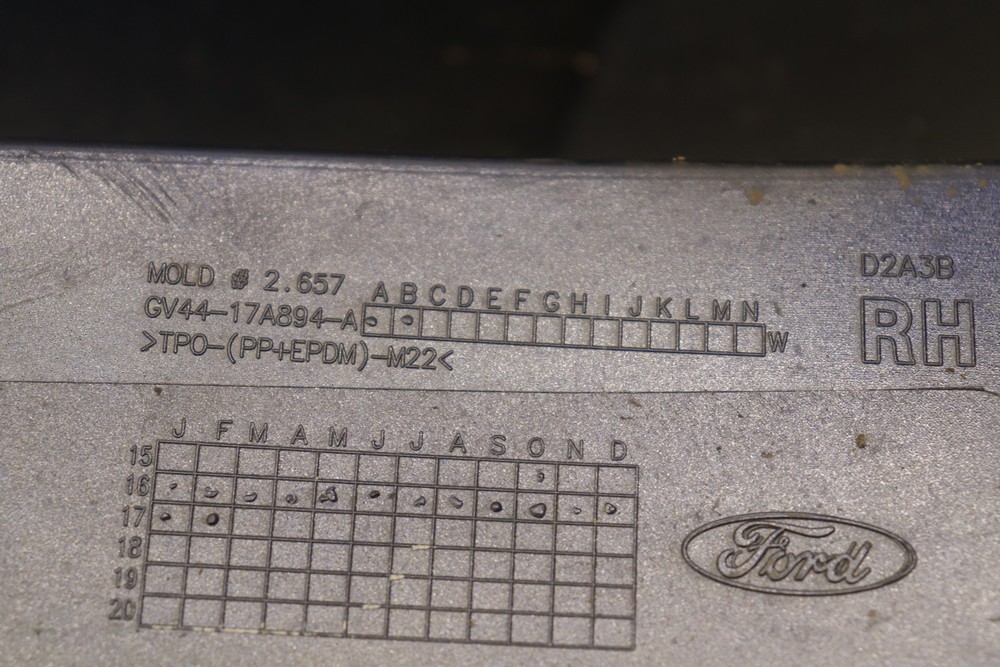 MOLD # 2.657
A B C D E F G H I J K L M N
GV44-17A894-A W
>TPO-(PP+EPDM)-M22<
D2A3B
RH
J F M A M J J A S O N D
15
16
17
18
19
20
Ford